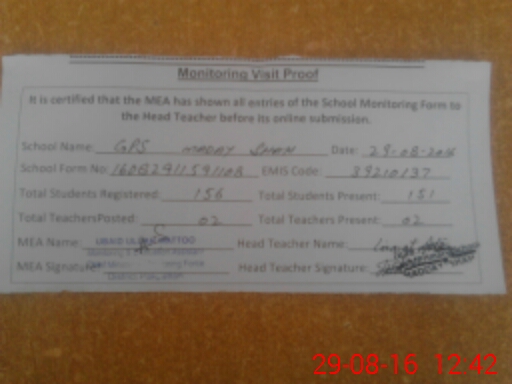 Monitoring Visit Proof
It is certified that the MEA has shown all entries of the School Monitoring Form to
the Head Teacher before its online submission.
School Name: GPS MADAY SHAH Date: 29-08-2016
School Form No: EMIS Code: 39210137
Total Students Registered: 156 Total Students Present: 151
Total TeachersPosted: 02 Total Teachers Present: 02
MEA Name: Head Teacher Name:
MEA Signature: Head Teacher Signature:
29-08-16 12:42